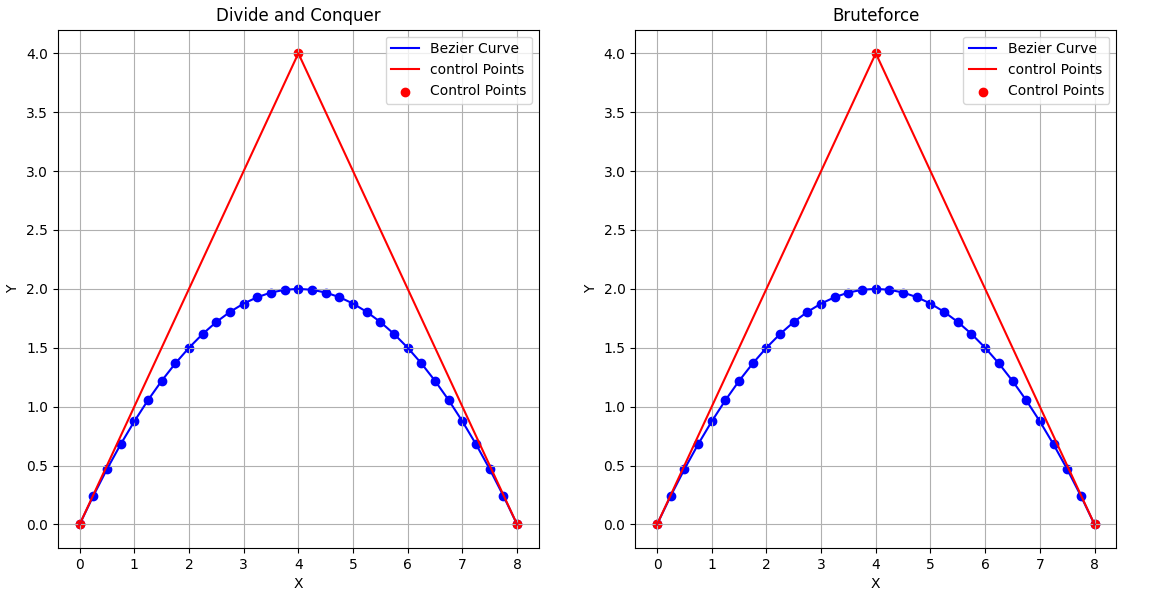 Divide and Conquer
4.0
3.5
3.0
2.5
2.0
1.5
1.0
0.5
0.0
Y
Bezier Curve
control Points
Control Points
0 1 2 3 4 5 6 7 8
X
Bruteforce
4.0
3.5
3.0
2.5
2.0
1.5
1.0
0.5
0.0
Y
Bezier Curve
control Points
Control Points
0 1 2 3 4 5 6 7 8
X